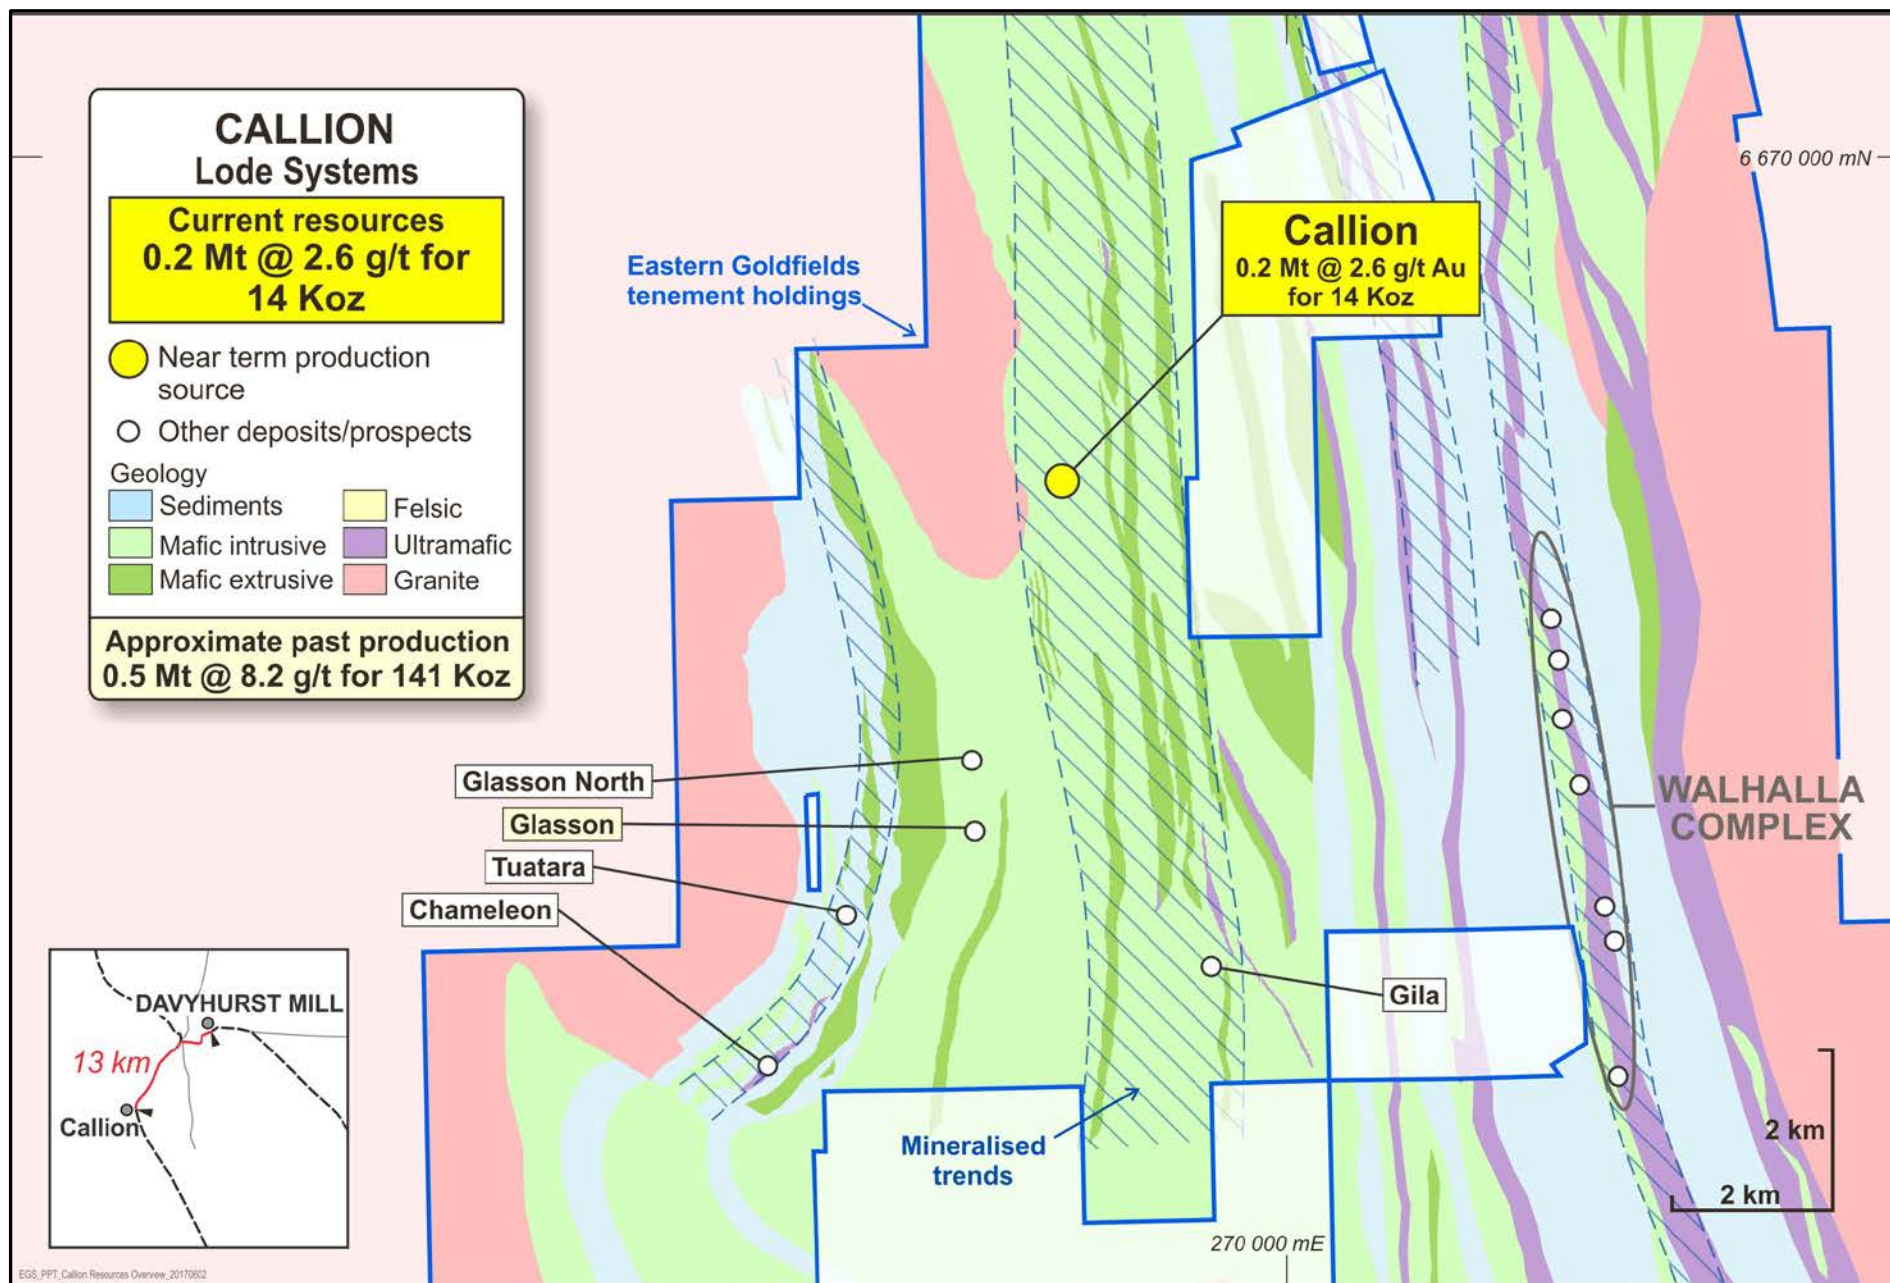 CALLION
Lode Systems
Current resources
0.2 Mt @ 2.6 g/t for
14 Koz
Near term production
source
Other deposits/prospects
Geology
Sediments
Felsic
Mafic intrusive
Ultramafic
Mafic extrusive
Granite
Approximate past production
0.5 Mt @ 8.2 g/t for 141 Koz
Eastern Goldfields
tenement holdings
6 670 000 mN
Callion
0.2 Mt @ 2.6 g/t Au
for 14 Koz
Glasson North
Glasson
Tuatara
Chameleon
WALHALLA
COMPLEX
Gila
Mineralised
trends
DAVYHURST MILL
13 km
Callion
2 km
2 km
270 000 mE
EGS_PPT_Callion Resources Overview_20170602